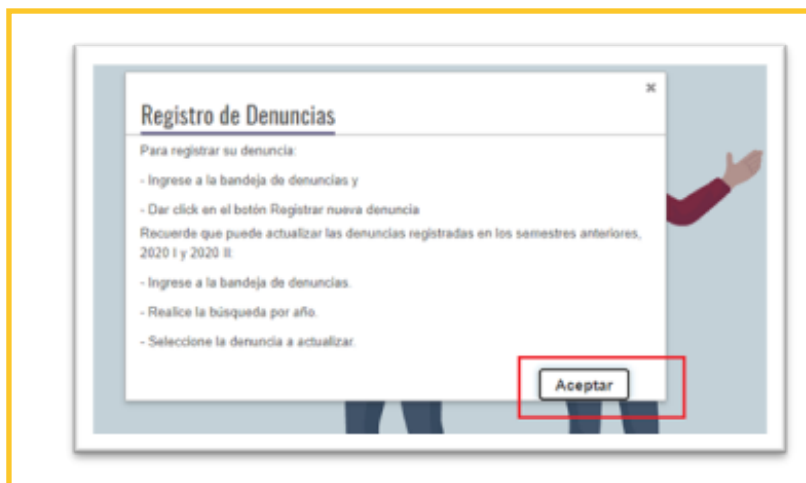 Registro de Denuncias
Para registrar su denuncia:
- Ingrese a la bandeja de denuncias y
- Dar click en el botón Registrar nueva denuncia
Recuerde que puede actualizar las denuncias registradas en los semestres anteriores,
2020 I y 2020 II:
- Ingrese a la bandeja de denuncias.
- Realice la búsqueda por año.
- Seleccione la denuncia a actualizar.
Aceptar